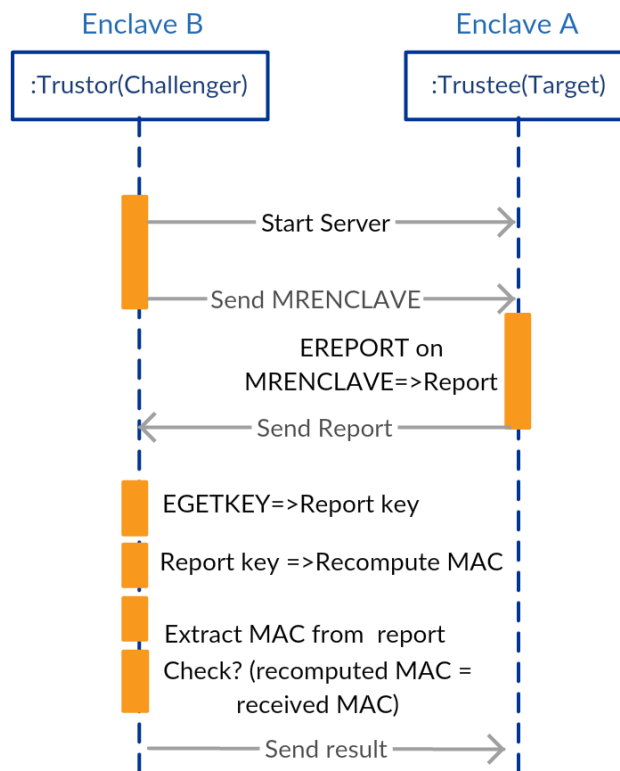 Enclave B
Enclave A
:Trustor(Challenger)
:Trustee(Target)
Start Server
Send MRENCLAVE
EREPORT on
MRENCLAVE=>Report
Send Report
EGETKEY=>Report key
Report key =>Recompute MAC
Extract MAC from report
Check? (recomputed MAC =
received MAC)
Send result